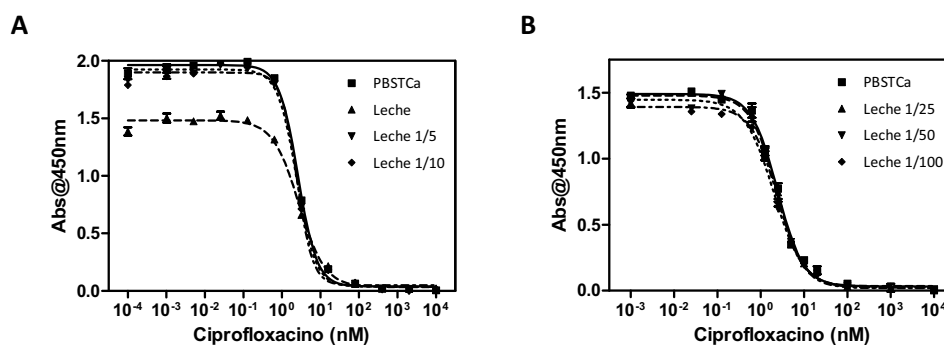 A
Abs@450nm
2.0
1.5
1.0
0.5
0.0
10⁻⁴ 10⁻³ 10⁻² 10⁻¹ 10⁰ 10¹ 10² 10³ 10⁴
Ciprofloxacino (nM)
PBSTCa
Leche
Leche 1/5
Leche 1/10
B
Abs@450nm
1.5
1.0
0.5
0.0
10⁻³ 10⁻² 10⁻¹ 10⁰ 10¹ 10² 10³ 10⁴
Ciprofloxacino (nM)
PBSTCa
Leche 1/25
Leche 1/50
Leche 1/100